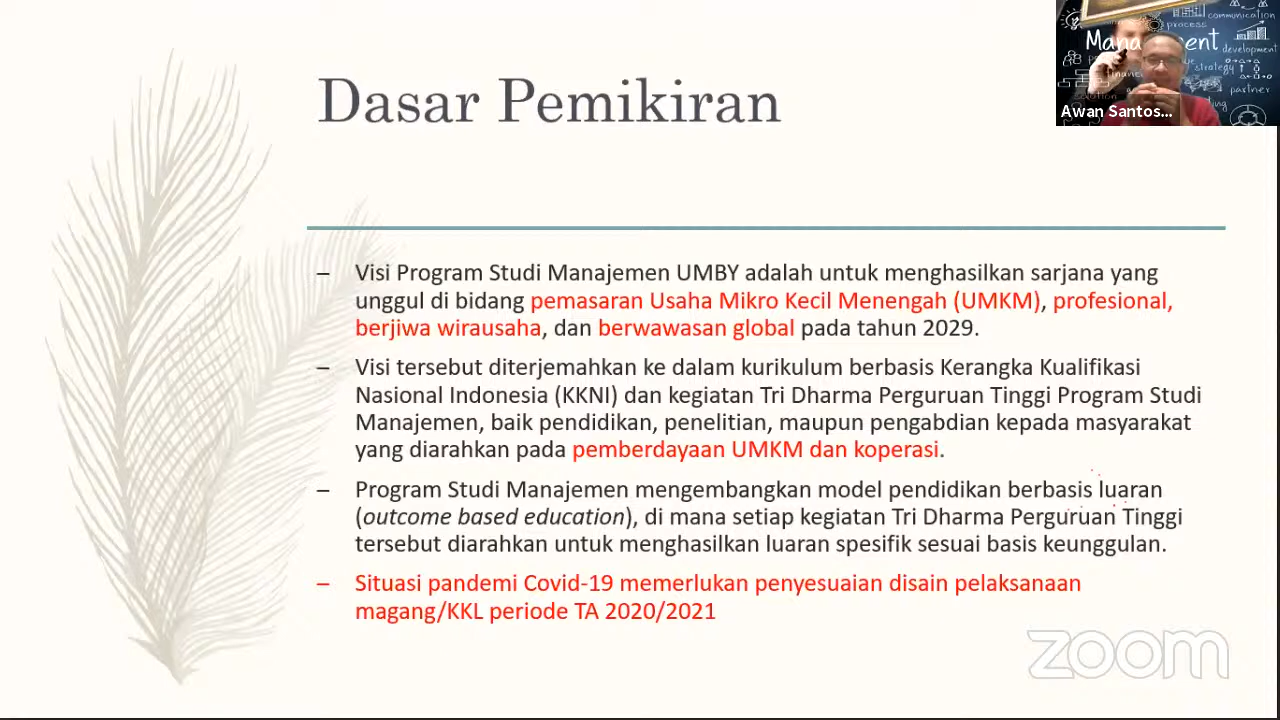 Dasar Pemikiran
– Visi Program Studi Manajemen UMBY adalah untuk menghasilkan sarjana yang
unggul di bidang pemasaran Usaha Mikro Kecil Menengah (UMKM), profesional,
berjiwa wirausaha, dan berwawasan global pada tahun 2029.
– Visi tersebut diterjemahkan ke dalam kurikulum berbasis Kerangka Kualifikasi
Nasional Indonesia (KKNI) dan kegiatan Tri Dharma Perguruan Tinggi Program Studi
Manajemen, baik pendidikan, penelitian, maupun pengabdian kepada masyarakat
yang diarahkan pada pemberdayaan UMKM dan koperasi.
– Program Studi Manajemen mengembangkan model pendidikan berbasis luaran
(outcome based education), di mana setiap kegiatan Tri Dharma Perguruan Tinggi
tersebut diarahkan untuk menghasilkan luaran spesifik sesuai basis keunggulan.
– Situasi pandemi Covid-19 memerlukan penyesuaian disain pelaksanaan
magang/KKL periode TA 2020/2021
communication
process
development
strategy
partner
Awan Santos...
zoom